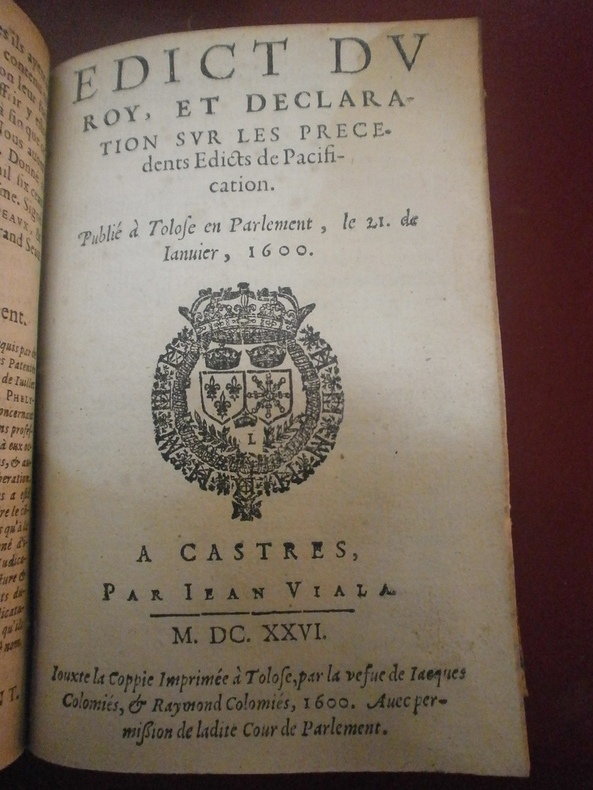 EDICT DV
ROY, ET DECLARA-
TION SVR LES PRECE-
dents Edicts de Pacifi-
cation.
Publié à Tolose en Parlement, le 21. de
Ianuier, 1600.
L
A CASTRES,
PAR IEAN VIALA
M. DC. XXVI.
Iouxte la Coppie Imprimée à Tolose, par la vefue de Iacques
Colomiés, & Raymond Colomiés, 1600. Auec per-
mission de ladite Cour de Parlement.